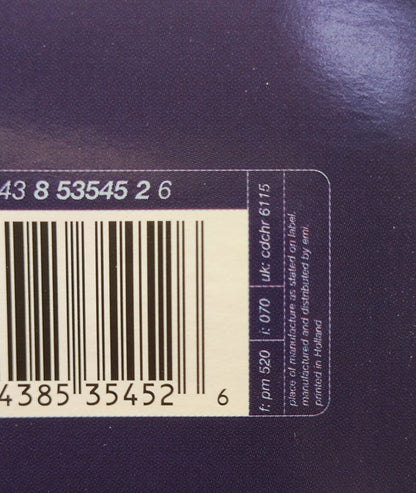 43 8 53545 2 6
4385 35452 6
f: pm 520 i: 070 uk: cdchr 6115
place of manufacture as stated on label.
manufactured and distributed by emi.
printed in Holland